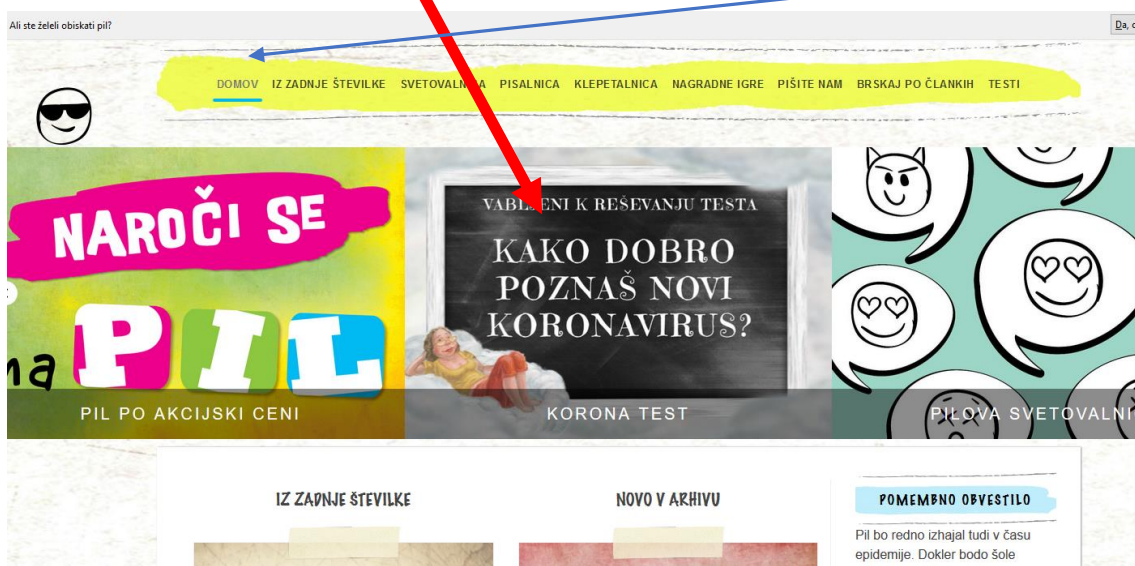 Ali ste želeli obiskati pil?
Da,
DOMOV IZ ZADNJE ŠTEVILKE SVETOVALNICA PISALNICA KLEPETALNICA NAGRADNE IGRE PIŠITE NAM BRSKAJ PO ČLANKIH TESTI
NAROČI SE
na PIL
PIL PO AKCIJSKI CENI
VABLJENI K REŠEVANJU TESTA
KAKO DOBRO
POZNAŠ NOVI
KORONAVIRUS?
KORONA TEST
PILOVA SVETOVALNI
IZ ZADNJE ŠTEVILKE
NOVO V ARHIVU
POMEMBNO OBVESTILO
Pil bo redno izhajal tudi v času
epidemije. Dokler bodo šole